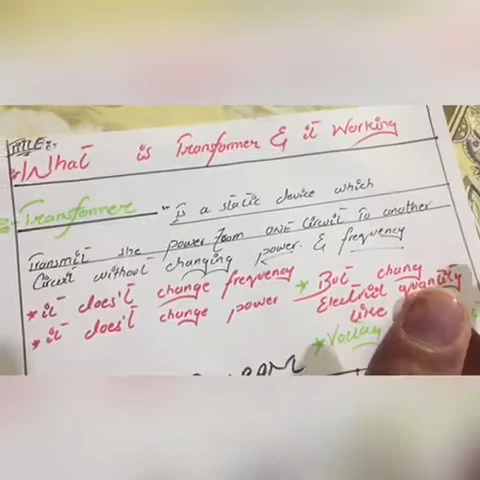 TITLE:-
What is Transformer & it Working
Transformer " Is a static device which
Transmit the power from one Circuit To another
Circuit without changing power. & frequency
* it does't change frequency
* it does't change power
* But chang
Electrical quantity
like
* Voltag